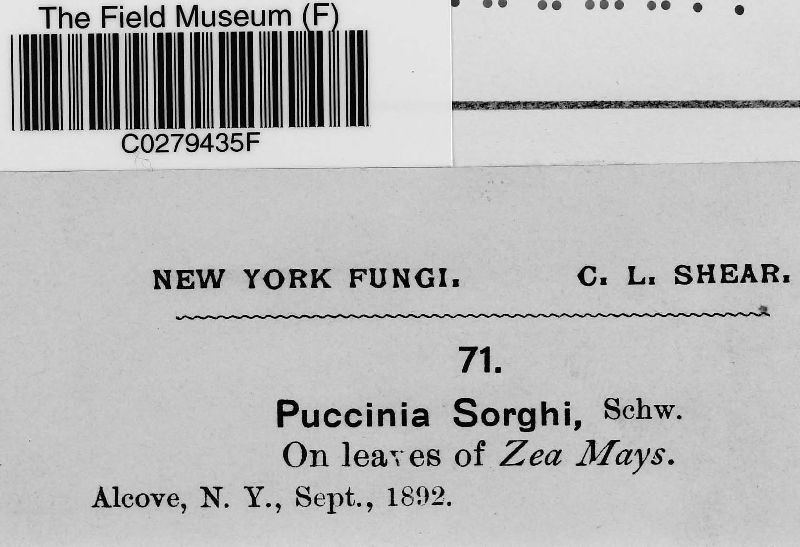 The Field Museum (F)
C0279435F
NEW YORK FUNGI. C. L. SHEAR.
71.
Puccinia Sorghi, Schw.
On leaves of Zea Mays.
Alcove, N. Y., Sept., 1892.